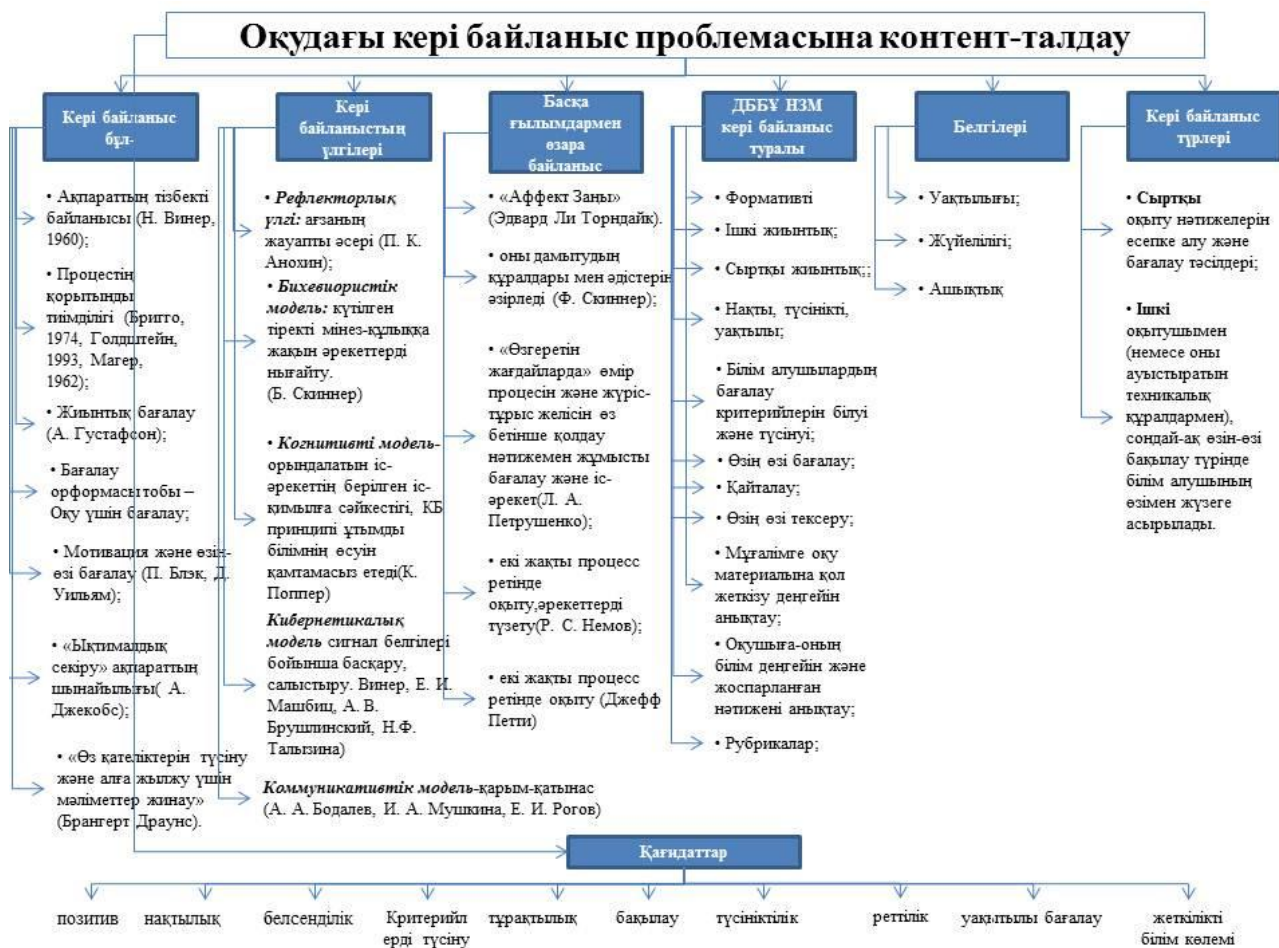 Оқудағы кері байланыс проблемасына контент-талдау
Кері байланыс
бұл-
• Ақпараттың тізбекті
байланысы (Н. Винер,
1960);
• Процестің
қорытынды
тиімділігі (Бригго,
1974, Голдштейн,
1993, Магер,
1962);
• Жиынтық бағалау
(А. Густафсон);
• Бағалау
орформасы тобы –
Оқу үшін бағалау;
• Мотивация және өзін-
өзі бағалау (П. Блэк, Д.
Уильям);
• «Ықтималдық
секіру» ақпараттың
шынайылығы( А.
Джекобс);
• «Өз қателіктерін түсіну
және алға жылжу үшін
мәліметтер жинау»
(Брангерт Драунс).
Кері
байланыстың
үлгілері
• Рефлекторлық
үлгі: ағзаның
жауапты әсері (П. К.
Анохин);
• Бихевиористік
модель: күтілген
тіректі мінез-құлыққа
жақын әрекеттерді
нығайту.
(Б. Скиннер)
• Когнитивті модель-
орындалатын іс-
әрекеттің берілген іс-
қимылға сәйкестігі, КБ
принципі ұтымды
білімнің өсуін
қамтамасыз етеді(К.
Поппер)
Кибернетикалық
модель сигнал белгілері
бойынша басқару,
салыстыру. Винер, Е. И.
Машбиц, А. В.
Брушлинский, Н.Ф.
Талызина)
Коммуникативтік модель-қарым-қатынас
(А. А. Бодалев, И. А. Мушкина, Е. И. Рогов)
Басқа
ғылымдармен
өзара
байланыс
• «Аффект Заңы»
(Эдвард Ли Торндайк).
• оны дамытудың
құралдары мен әдістерін
әзірледі (Ф. Скиннер);
• «Өзгеретін
жағдайларда» өмір
процесін және жүріс-
тұрыс желісін өз
бетінше қолдау
нәтижемен жұмысты
бағалау және іс-
әрекет(Л. А.
Петрушенко);
• екі жақты процесс
ретінде
оқыту,әрекеттерді
түзету(Р. С. Немов);
• екі жақты процесс
ретінде оқыту (Джефф
Петти)
ДББҰ НЗМ
кері байланыс
туралы
• Формативті
• Ішкі жиынтық;
• Сыртқы жиынтық;;
• Нақты, түсінікті,
уақтылы;
• Білім алушылардың
бағалау
критерийлерін білуі
және түсінуі;
• Өзің өзі бағалау;
• Қайталау;
• Өзің өзі тексеру;
• Мұғалімге оқу
материалына қол
жеткізу деңгейін
анықтау;
• Оқушыға-оның
білім деңгейін және
жоспарланған
нәтижені анықтау;
• Рубрикалар;
Белгілері
• Уақтылығы;
• Жүйелілігі;
• Ашықтық
Кері байланыс
түрлері
• Сыртқы
оқыту нәтижелерін
есепке алу және
бағалау тәсілдері;
• Ішкі
оқытушымен
(немесе оны
ауыстыратын
техникалық
құралдармен),
сондай-ақ өзін-өзі
бақылау түрінде
білім алушының
өзімен жүзеге
асырылады.
Қағидаттар
позитив
нақтылық
белсенділік
Критерийл
ерді түсіну
тұрақтылық
бақылау
түсініктілік
реттілік
уақытылы бағалау
жеткілікті
білім көлемі